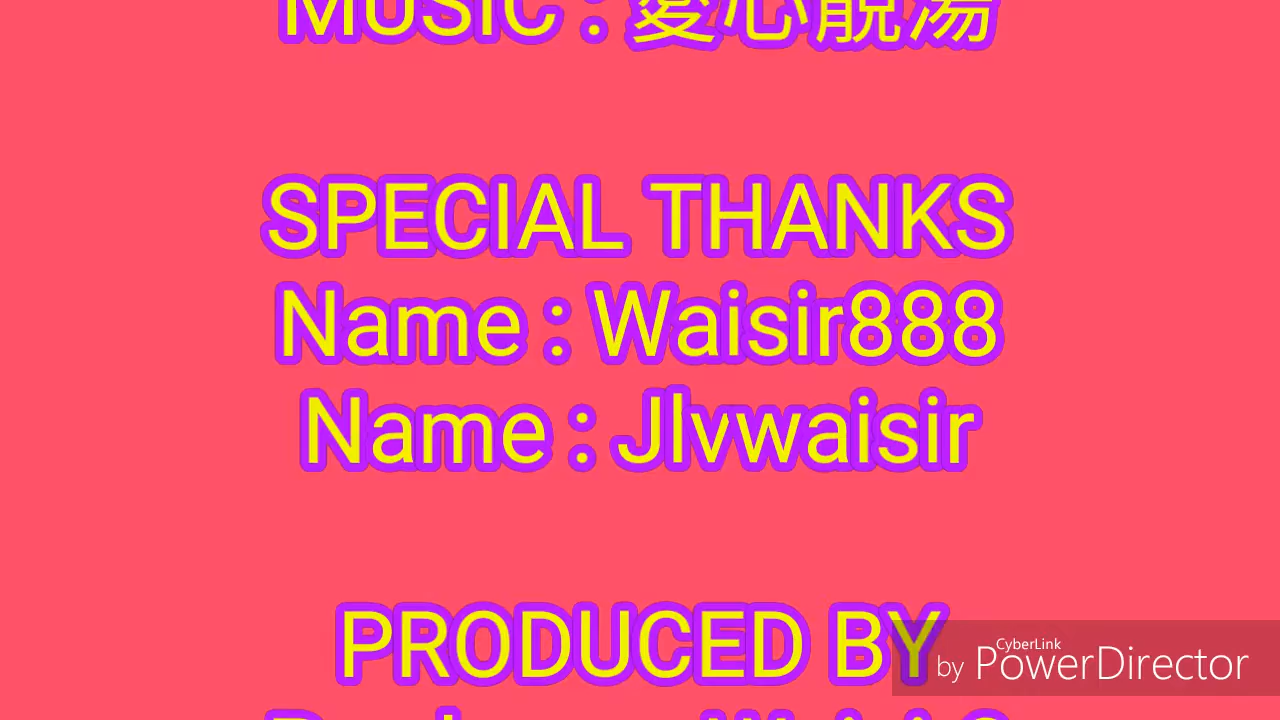 MUSIC : 愛心靚湯
SPECIAL THANKS
Name : Waisir888
Name : Jlvwaisir
PRODUCED BY
CyberLink
by PowerDirector